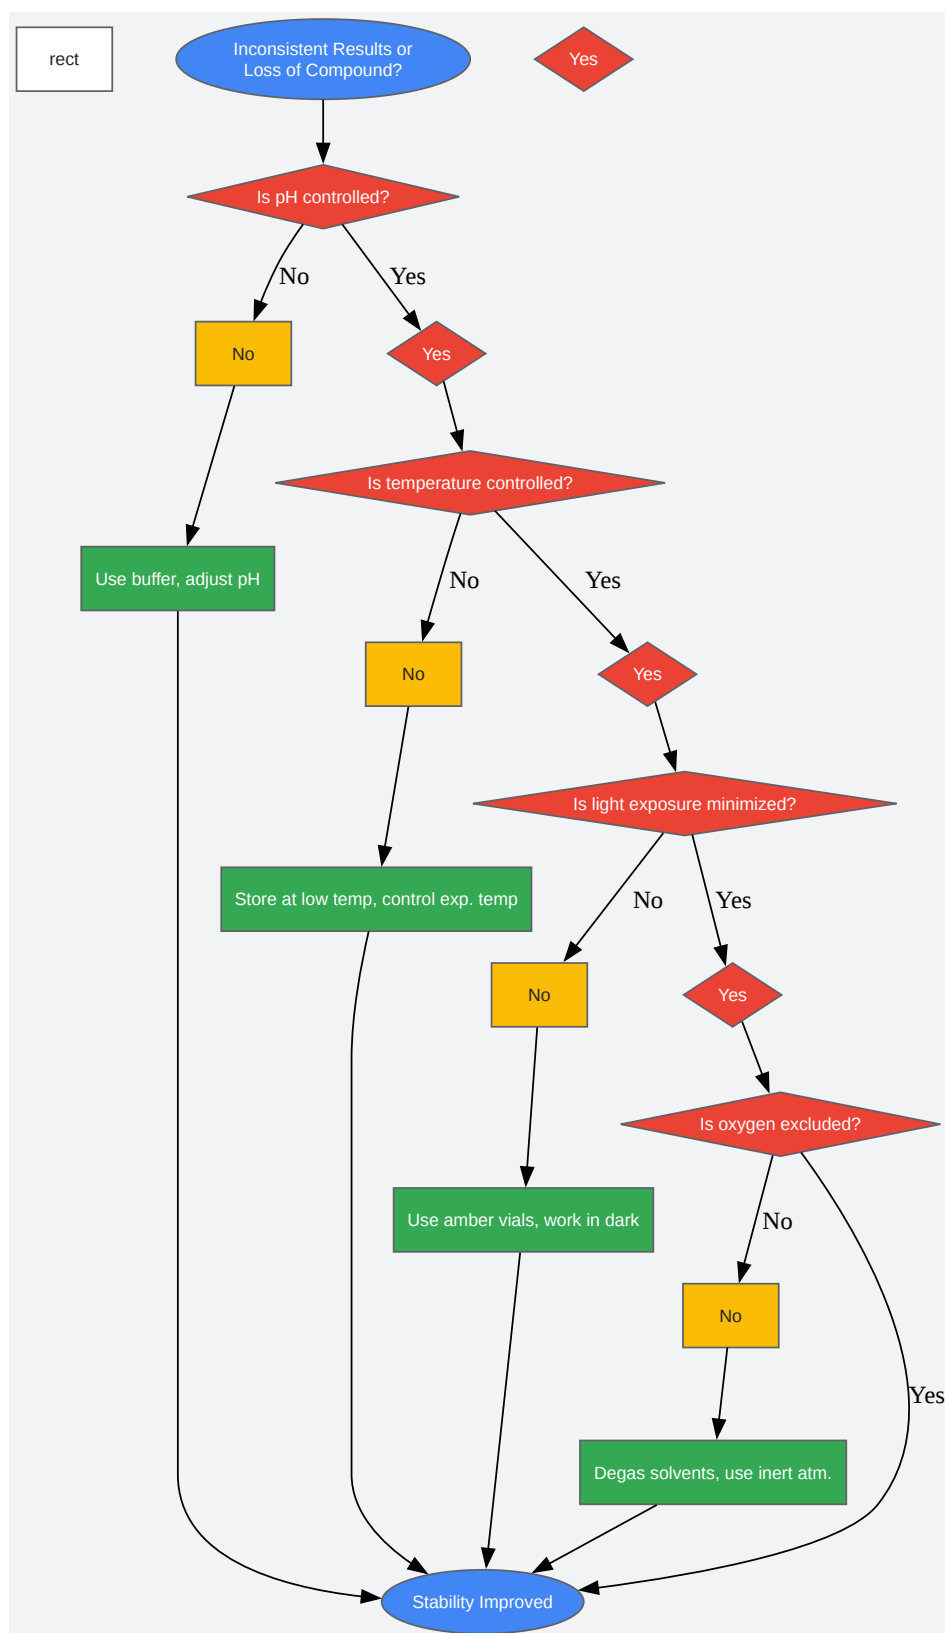 rect
Inconsistent Results or
Loss of Compound?
Yes
Is pH controlled?
No
Yes
No
Yes
Is temperature controlled?
Use buffer, adjust pH
No
Yes
No
Yes
Is light exposure minimized?
Store at low temp, control exp. temp
No
Yes
No
Yes
Is oxygen excluded?
Use amber vials, work in dark
No
No
Yes
Degas solvents, use inert atm.
Stability Improved